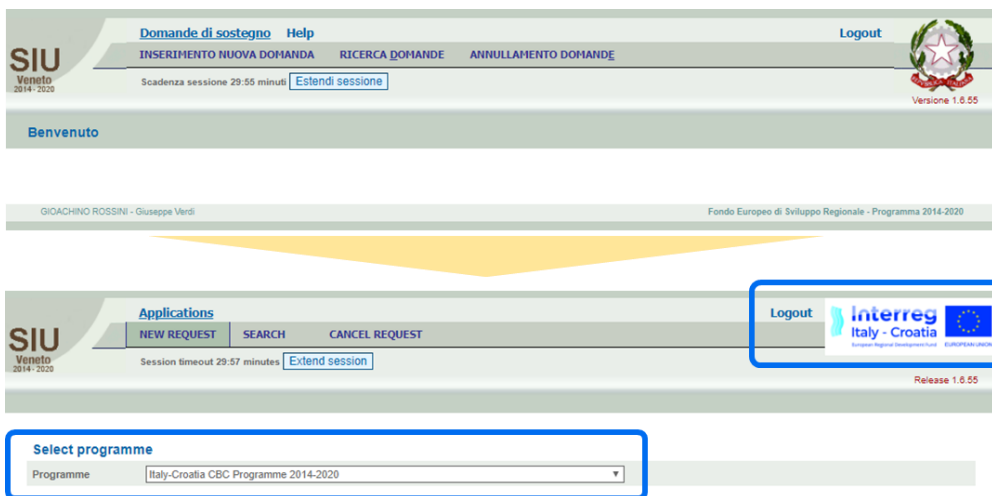 Domande di sostegno Help Logout
SIU
Veneto
2014-2020
INSERIMENTO NUOVA DOMANDA RICERCA DOMANDE ANNULLAMENTO DOMANDE
Scadenza sessione 29:55 minuti Estendi sessione
Versione 1.6.55
Benvenuto
GIOACHINO ROSSINI - Giuseppe Verdi Fondo Europeo di Sviluppo Regionale - Programma 2014-2020
Applications Logout
SIU
Veneto
2014-2020
NEW REQUEST SEARCH CANCEL REQUEST
Interreg
Italy - Croatia
European Regional Development Fund EUROPEAN UNION
Session timeout 29:57 minutes Extend session
Release 1.6.55
Select programme
Programme Italy-Croatia CBC Programme 2014-2020